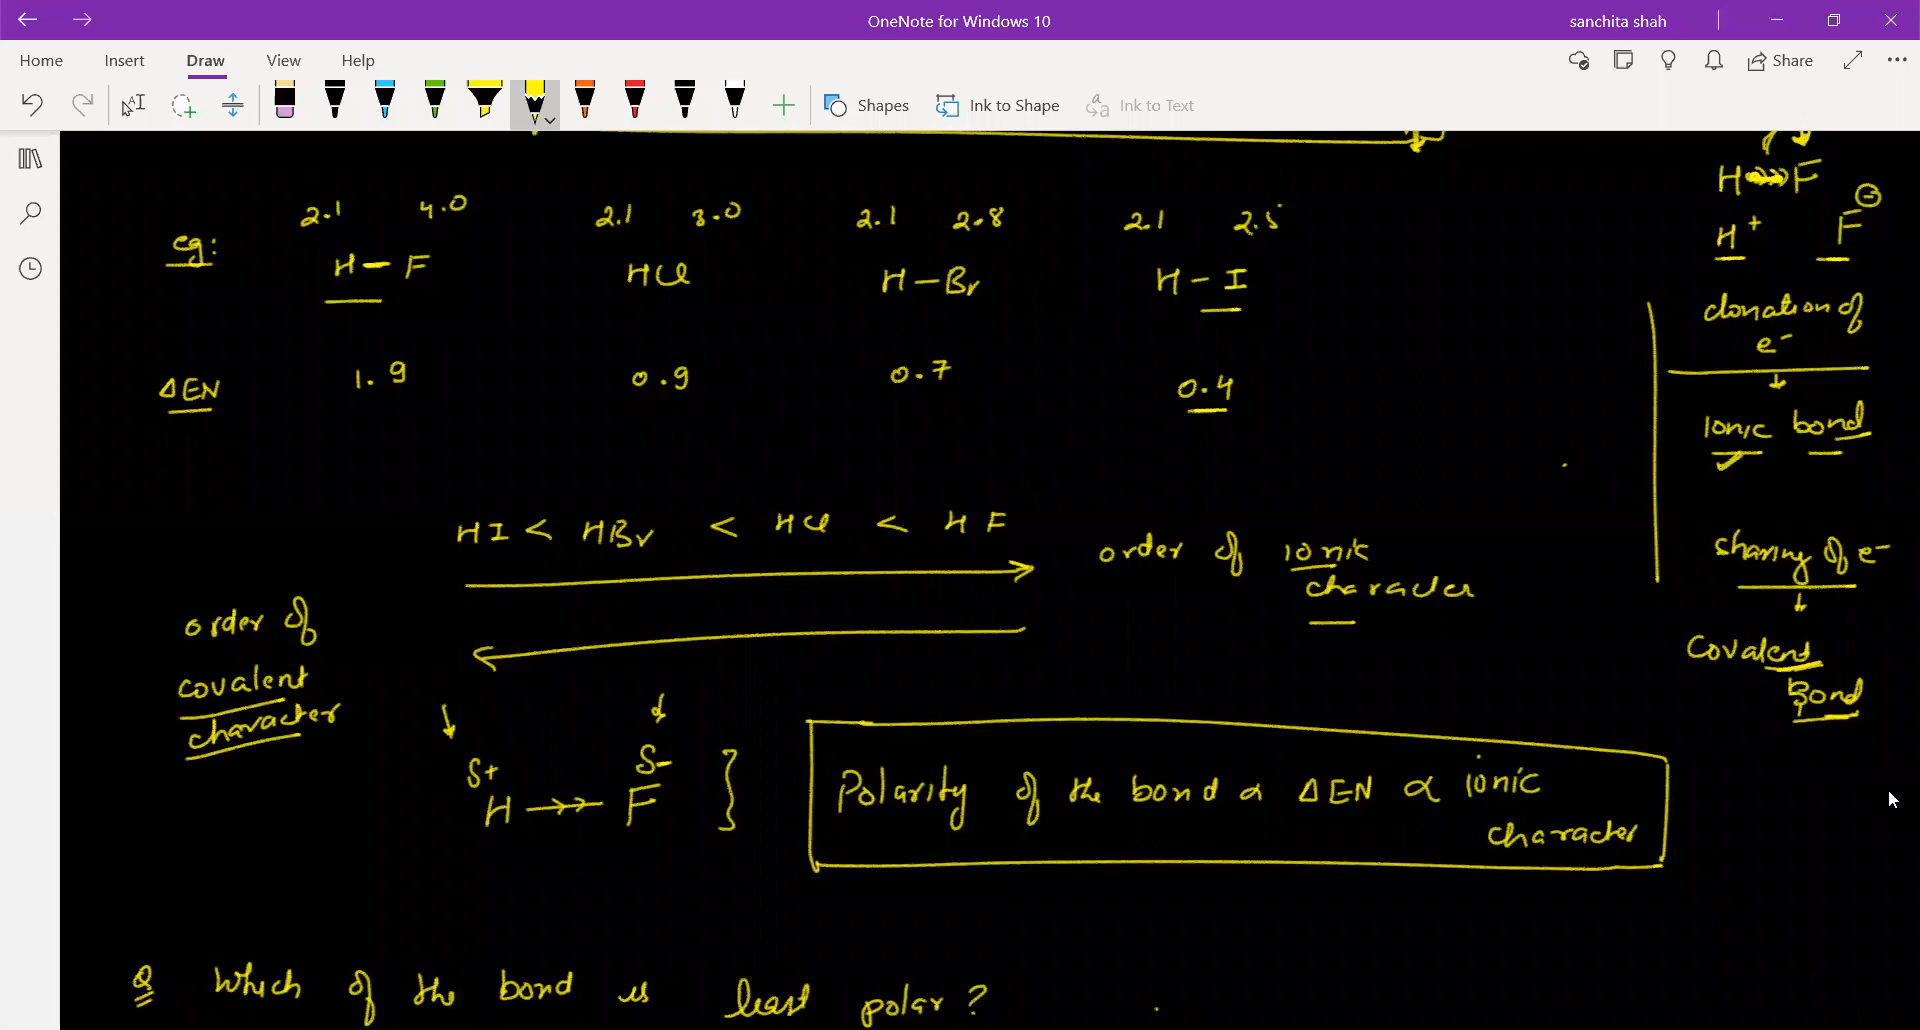 OneNote for Windows 10
sanchita shah
Home Insert Draw View Help
Share
Shapes
Ink to Shape
Ink to Text
eg:
2.1 4.0
H - F
2.1 3.0
HCl
2.1 2.8
H - Br
2.1 2.5
H - I
ΔEN 1.9 0.9 0.7 0.4
HI < HBr < HCl < HF
order of ionic
character
order of
covalent
character
δ+ δ-
H →→ F }
Polarity of the bond α ΔEN α ionic
character
Q Which of the bond is least polar?
H F
H+ F⊖
donation of
e-
↓
ionic bond
✓
sharing of e-
↓
Covalent
Bond